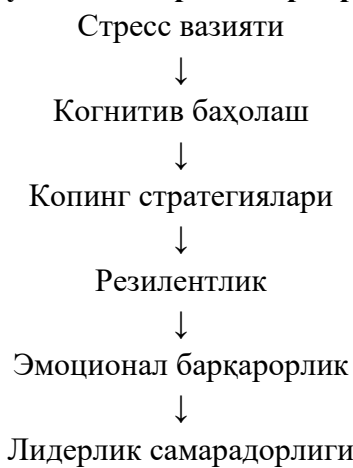 Стресс вазияти
↓
Когнитив баҳолаш
↓
Копинг стратегиялари
↓
Резилентлик
↓
Эмоционал барқарорлик
↓
Лидерлик самарадорлиги